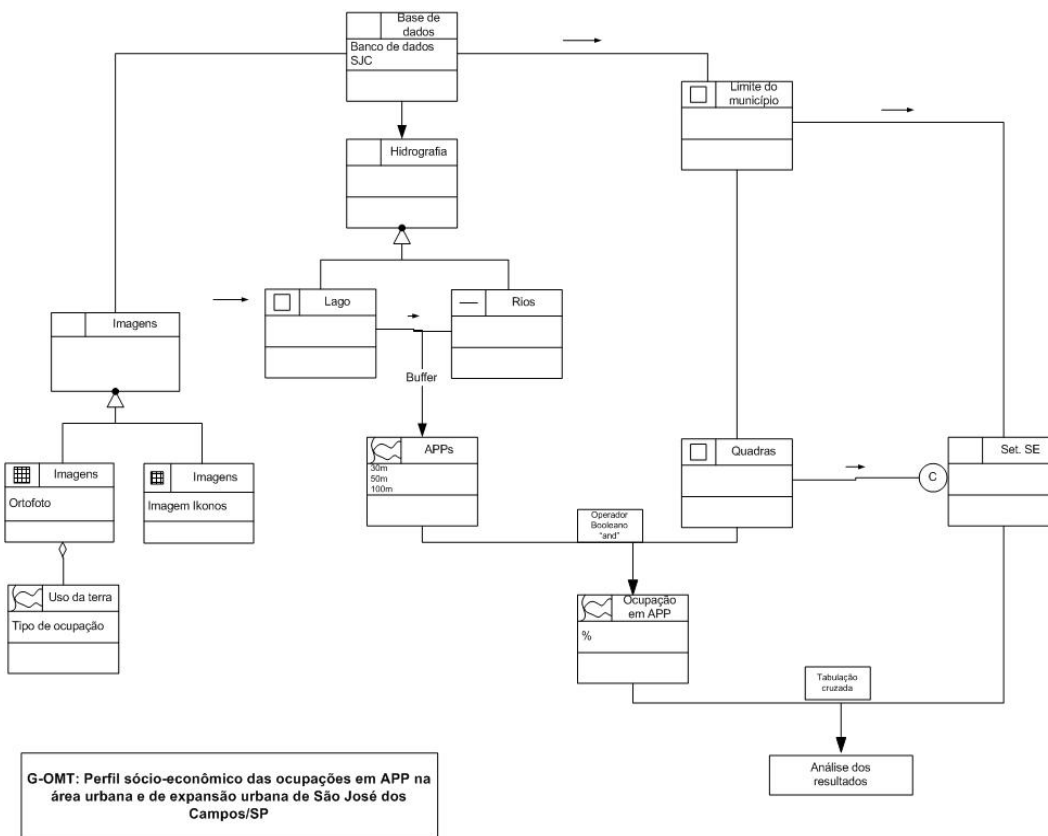 Base de
dados
Banco de dados
SJC
Limite do
município
Hidrografia
Lago
Rios
Imagens
Buffer
APPs
30m
50m
100m
Quadras
Set. SE
C
Imagens
Ortofoto
Imagens
Imagem Ikonos
Operador
Booleano
"and"
Uso da terra
Tipo de ocupação
Ocupação
em APP
%
Tabulação
cruzada
Análise dos
resultados
G-OMT: Perfil sócio-econômico das ocupações em APP na
área urbana e de expansão urbana de São José dos
Campos/SP